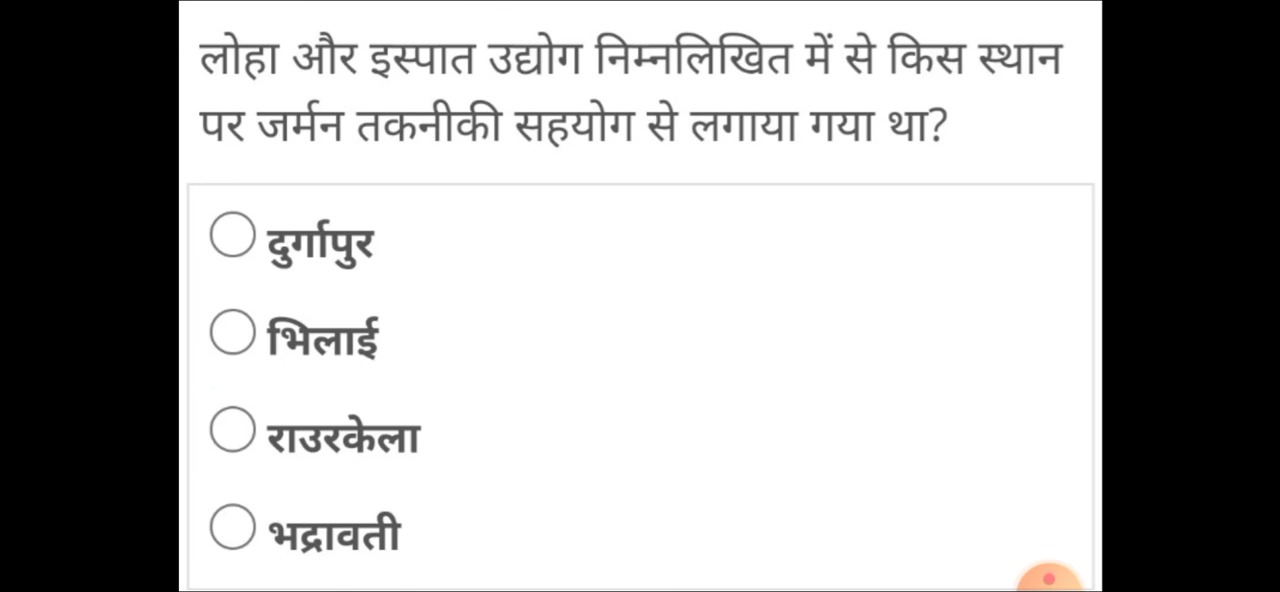 लोहा और इस्पात उद्योग निम्नलिखित में से किस स्थान
पर जर्मन तकनीकी सहयोग से लगाया गया था?
दुर्गापुर
भिलाई
राउरकेला
भद्रावती